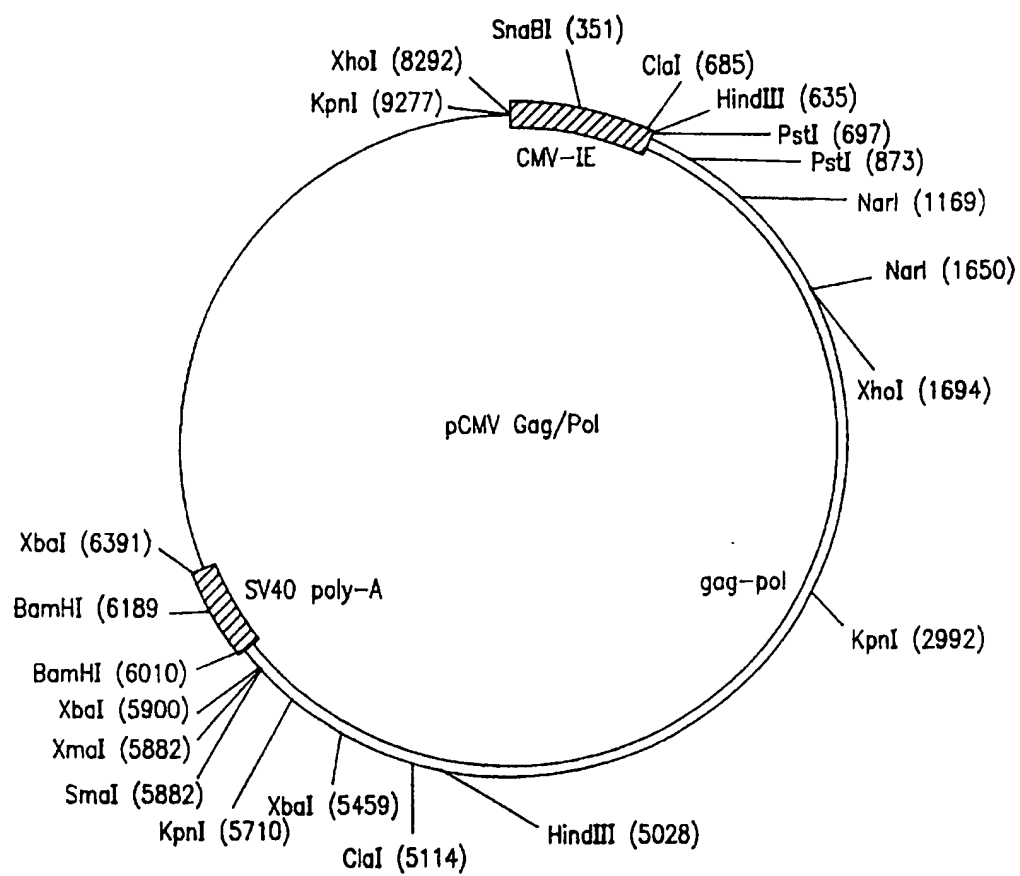 SnaBI (351)
XhoI (8292)
ClaI (685)
KpnI (9277)
HindIII (635)
PstI (697)
CMV-IE
PstI (873)
NarI (1169)
NarI (1650)
XhoI (1694)
pCMV Gag/Pol
XbaI (6391)
SV40 poly-A
gag-pol
BamHI (6189
KpnI (2992)
BamHI (6010)
XbaI (5900)
XmaI (5882)
SmaI (5882)
XbaI (5459)
KpnI (5710)
HindIII (5028)
ClaI (5114)